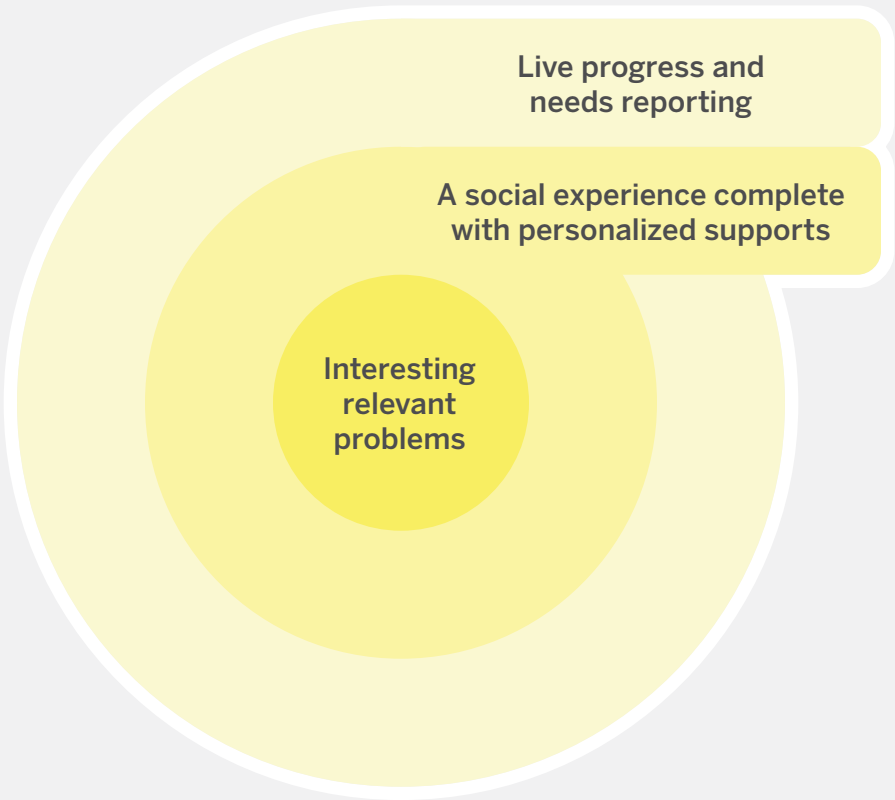 Live progress and
needs reporting
A social experience complete
with personalized supports
Interesting
relevant
problems